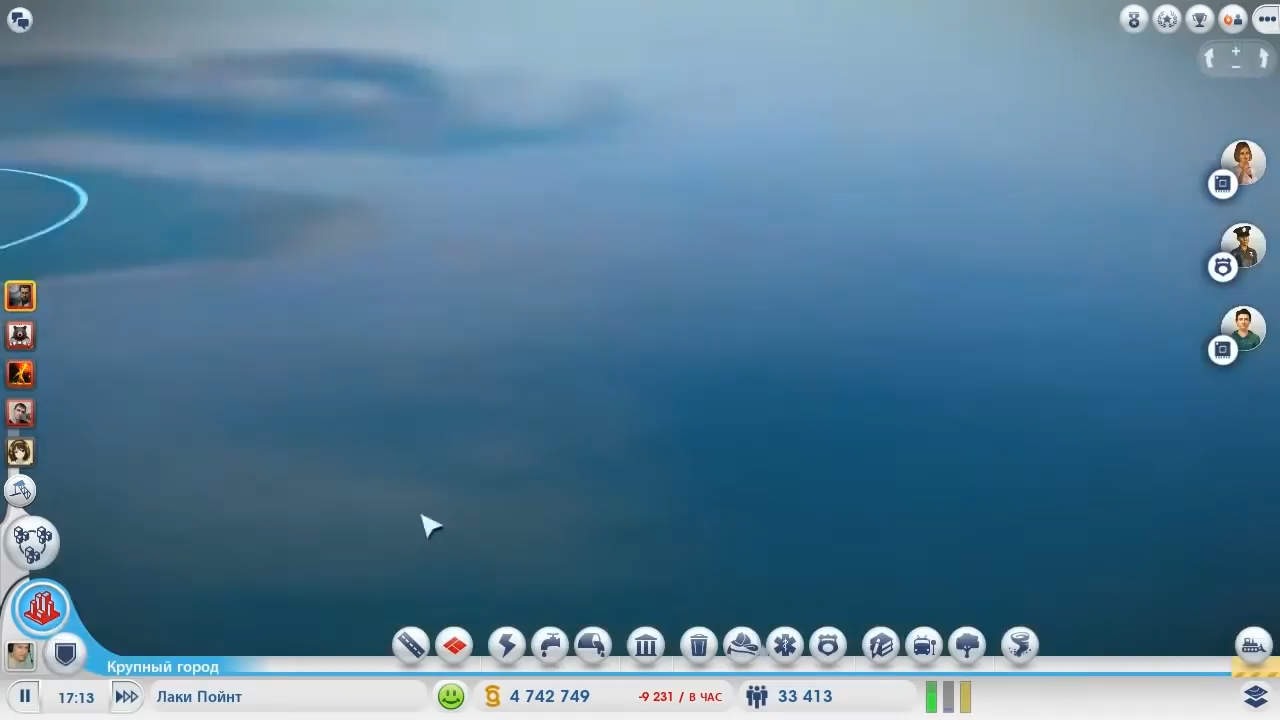 Крупный город
17:13
Лаки Пойнт
4 742 749
-9 231 / В ЧАС
33 413